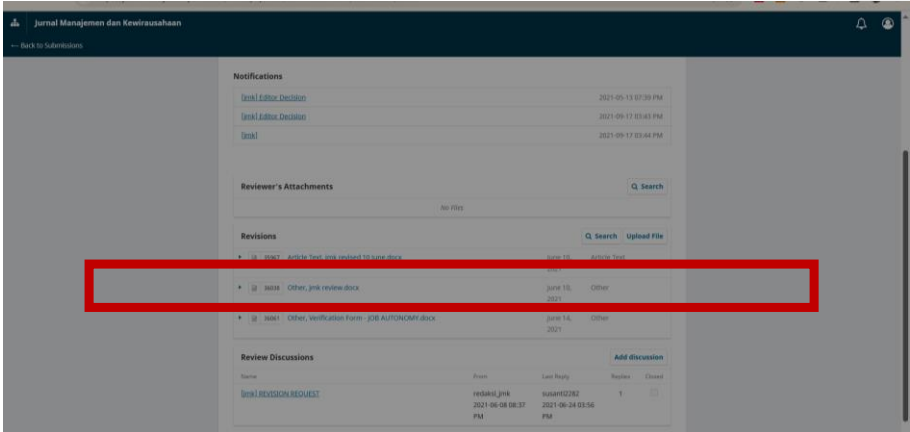 Jurnal Manajemen dan Kewirausahaan
← Back to Submissions
Notifications
[jmk] Editor Decision 2021-05-13 07:39 PM
[jmk] Editor Decision 2021-09-17 03:43 PM
[jmk] 2021-09-17 03:44 PM
Reviewer's Attachments Search
No Files
Revisions Search Upload File
Article Text, jmk revised 10 June.docx June 10, Article Text
2021
36038 Other, jmk review.docx June 10, Other
2021
36061 Other, Verification Form - JOB AUTONOMY.docx June 14, Other
2021
Review Discussions Add discussion
Name From Last Reply Replies Closed
[jmk] REVISION REQUEST redaksi_jmk susanti2282 1
2021-06-08 08:37 2021-06-24 03:56
PM PM